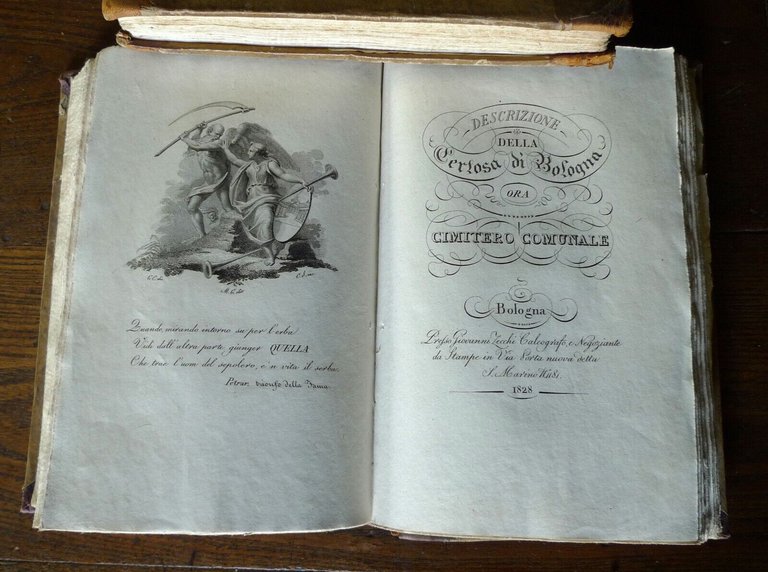 Quando, mirando intorno su per l'erba
Vidi dall'altra parte giunger QUELLA
Che trae l'uom del sepolcro, e'n vita il serba.
Petrar. trionfo della Fama.
DESCRIZIONE
DELLA
Certosa di Bologna
ORA
CIMITERO COMUNALE
Bologna
Presso Giovanni Zecchi Calcografo, e Negoziante
da Stampe in Via Porta nuova detta
S. Marino
1828